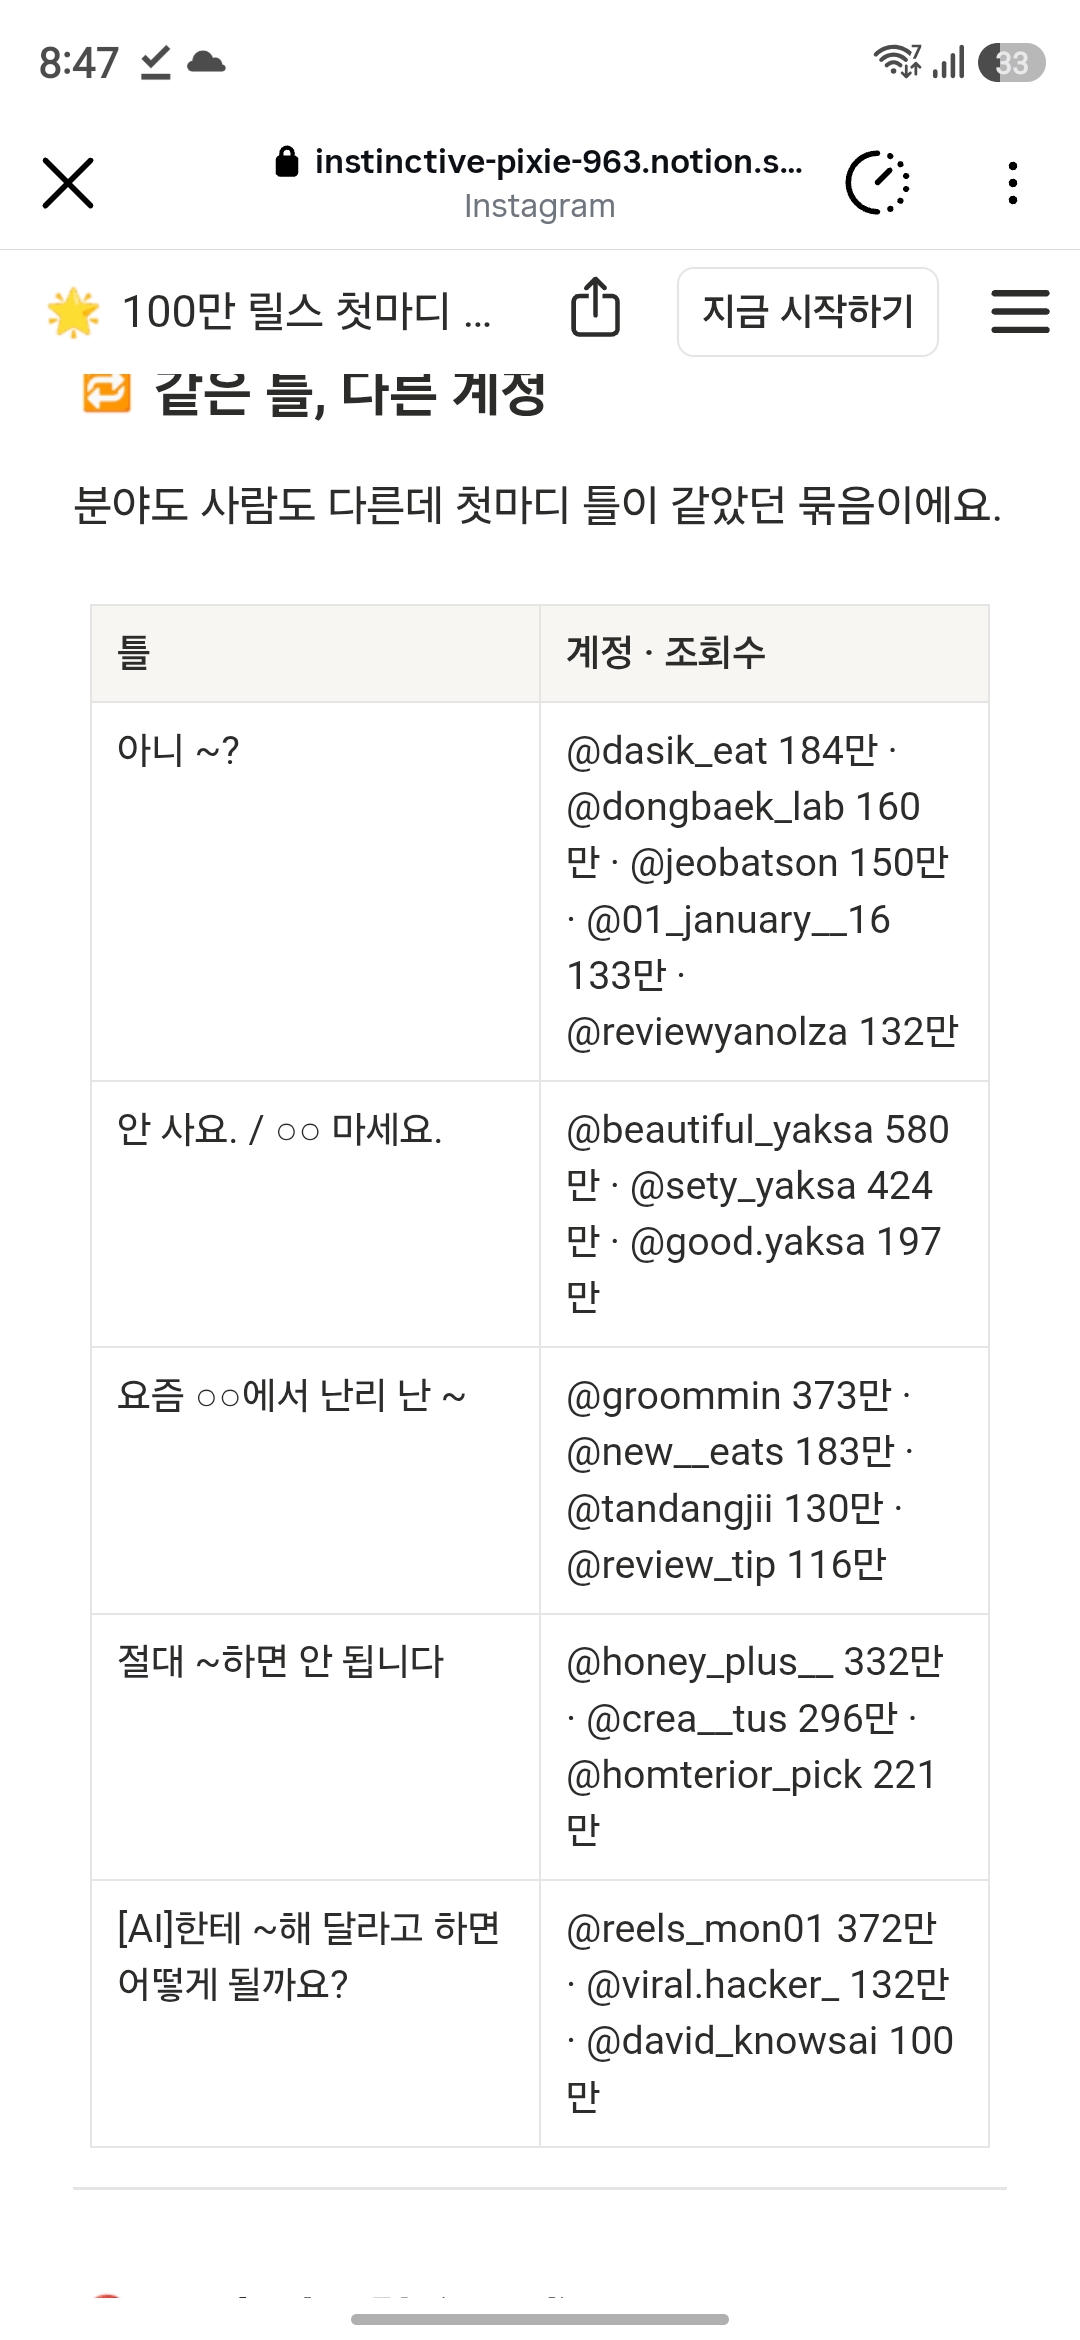 8:47
33
instinctive-pixie-963.notion.s...
Instagram
100만 릴스 첫마디 ...
지금 시작하기
같은 틀, 다른 계정
분야도 사람도 다른데 첫마디 틀이 같았던 묶음이에요.
틀
계정 · 조회수
아니 ~?
@dasik_eat 184만 ·
@dongbaek_lab 160
만 · @jeobatson 150만
· @01_january__16
133만 ·
@reviewyanolza 132만
안 사요. / ○○ 마세요.
@beautiful_yaksa 580
만 · @sety_yaksa 424
만 · @good.yaksa 197
만
요즘 ○○에서 난리 난 ~
@groommin 373만 ·
@new__eats 183만 ·
@tandangjii 130만 ·
@review_tip 116만
절대 ~하면 안 됩니다
@honey_plus__ 332만
· @crea__tus 296만 ·
@homterior_pick 221
만
[AI]한테 ~해 달라고 하면
어떻게 될까요?
@reels_mon01 372만
· @viral.hacker_ 132만
· @david_knowsai 100
만